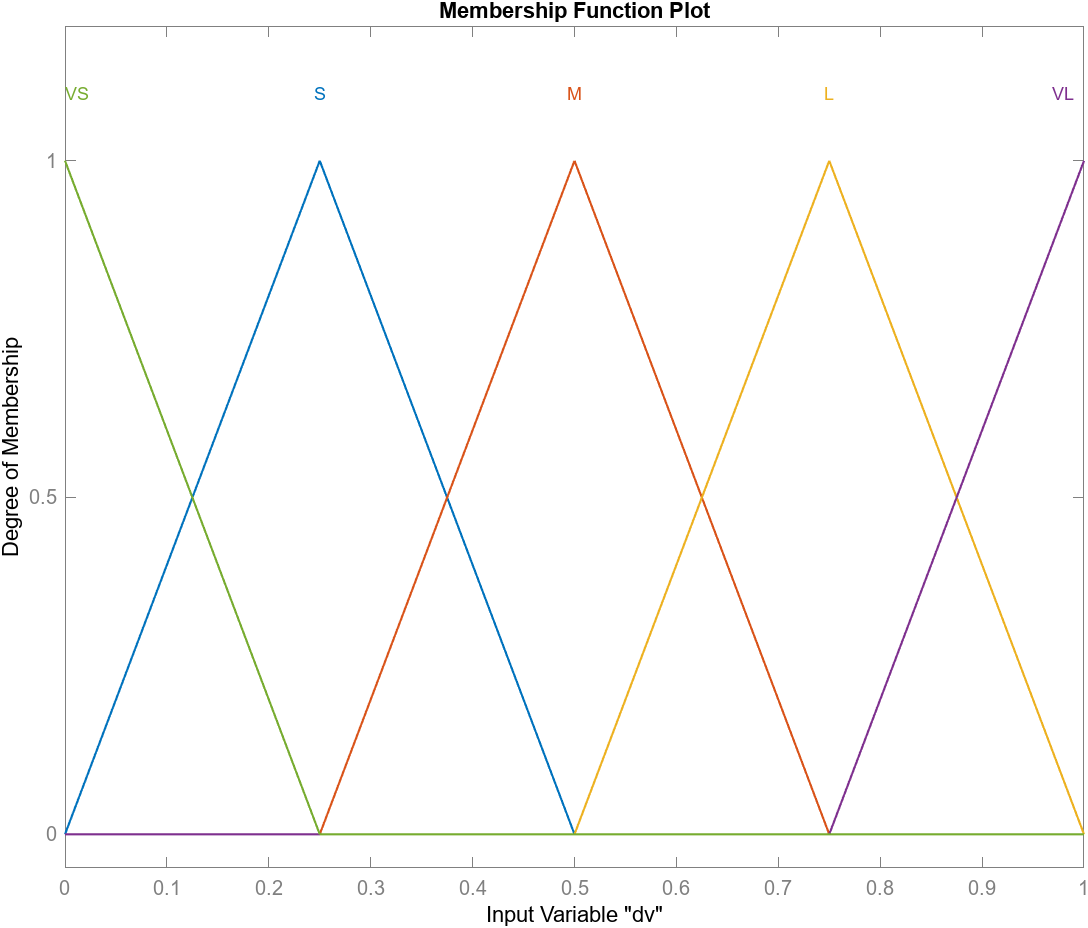 Membership Function Plot
VS S M L VL
1
0.5
0
Degree of Membership
0 0.1 0.2 0.3 0.4 0.5 0.6 0.7 0.8 0.9 1
Input Variable "dv"